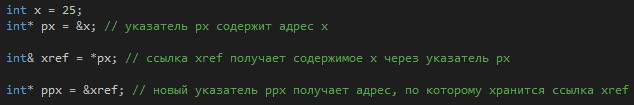 int x = 25;
int* px = &x; // указатель px содержит адрес x
int& xref = *px; // ссылка xref получает содержимое x через указатель px
int* ppx = &xref; // новый указатель ppx получает адрес, по которому хранится ссылка xref